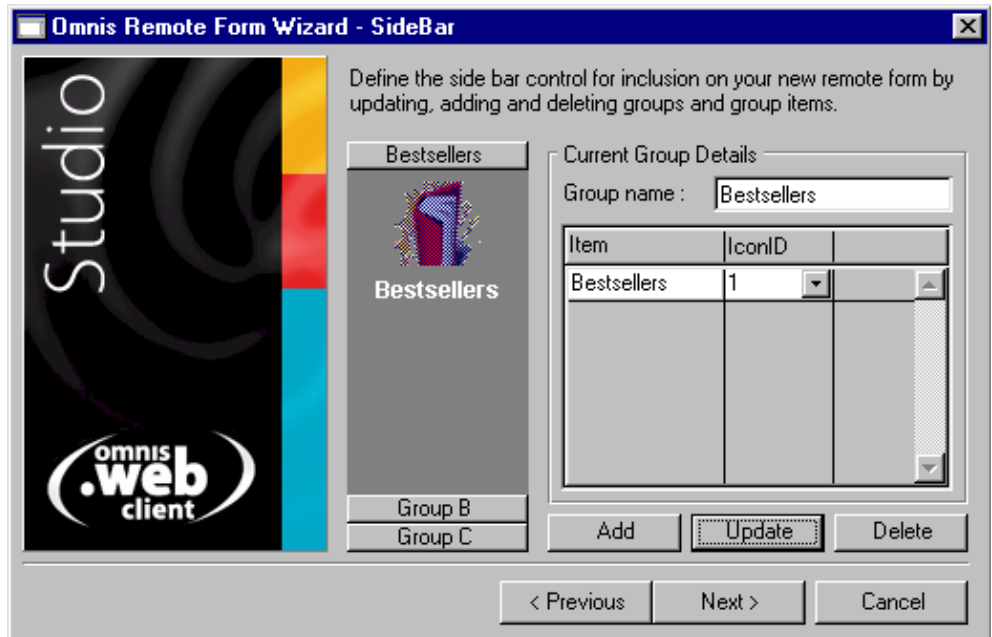 Omnis Remote Form Wizard - SideBar
Studio
omnis
.web
client
Define the side bar control for inclusion on your new remote form by
updating, adding and deleting groups and group items.
Bestsellers
Bestsellers
Group B
Group C
Current Group Details
Group name : Bestsellers
Item IconID
Bestsellers 1
Add Update Delete
< Previous Next > Cancel